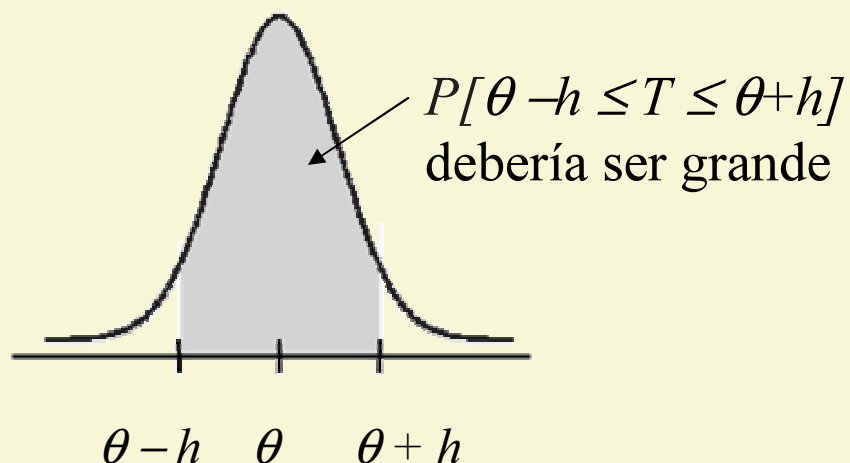 P[θ –h ≤ T ≤ θ+h]
debería ser grande
θ – h θ θ + h